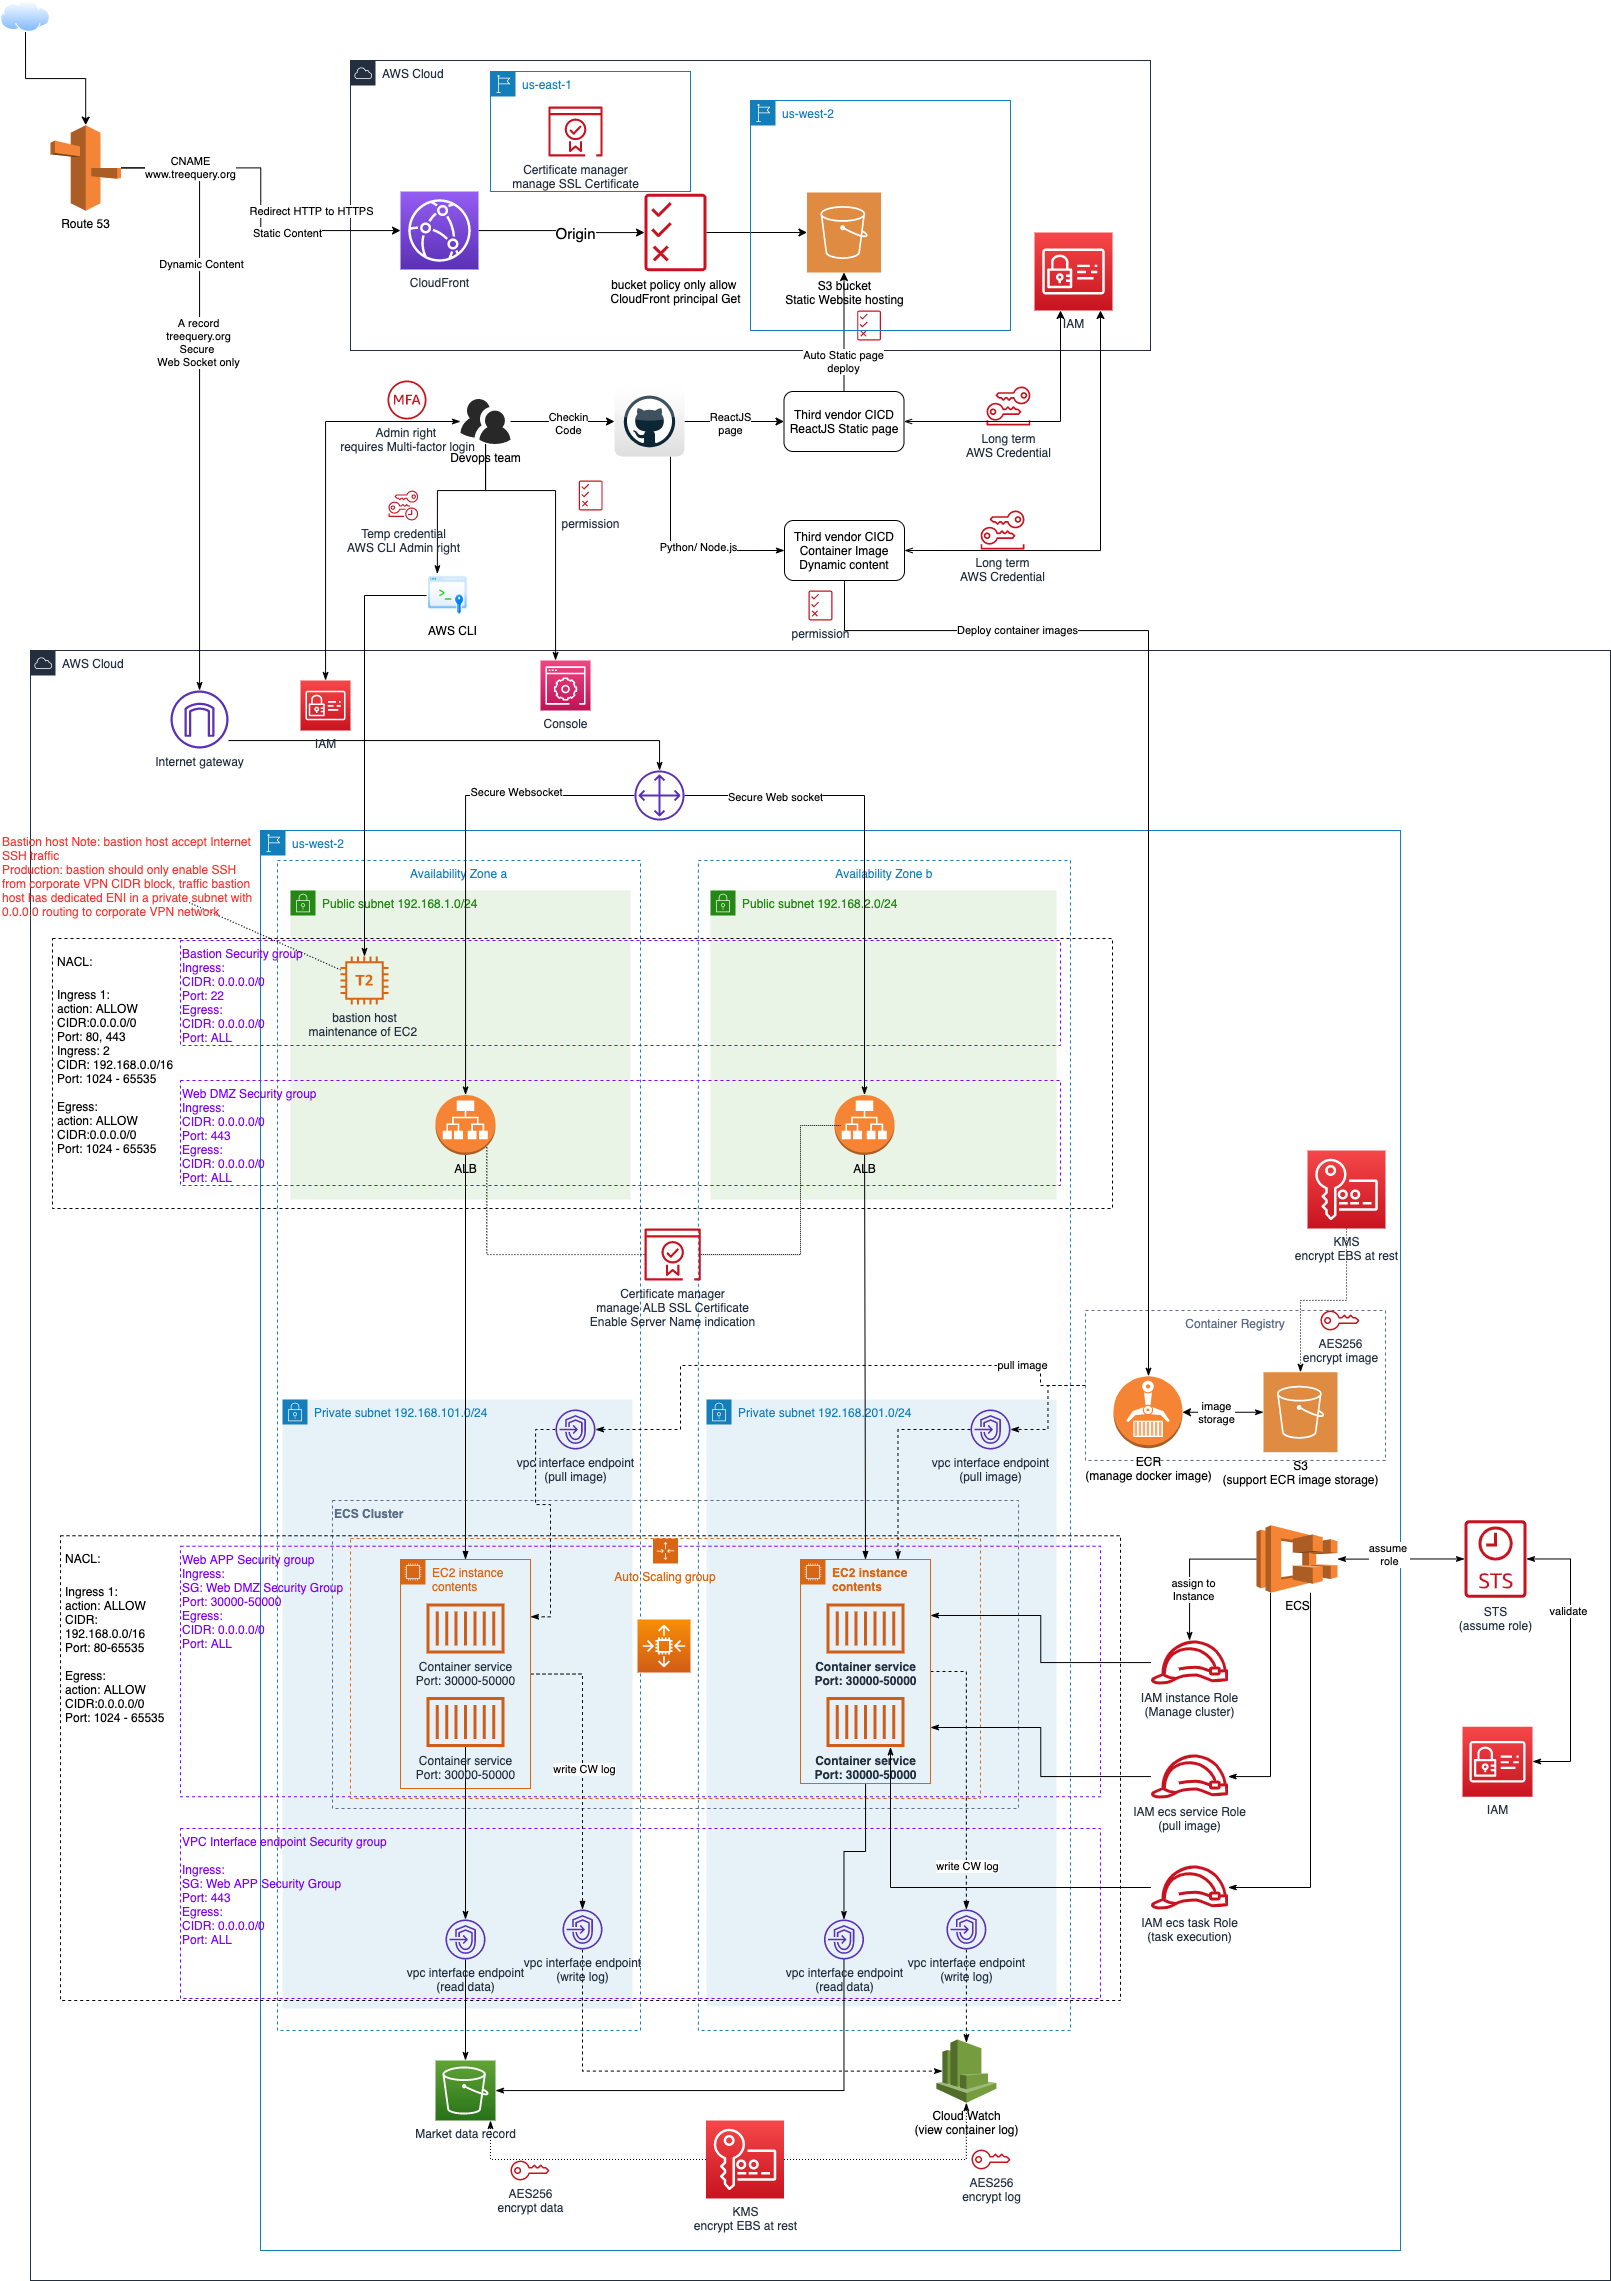 AWS Cloud
us-east-1
Certificate manager
manage SSL Certificate
us-west-2
CNAME
www.treequery.org
Route 53
Redirect HTTP to HTTPS
Static Content
CloudFront
Origin
bucket policy only allow
CloudFront principal Get
S3 bucket
Static Website hosting
IAM
Dynamic Content
A record
treequery.org
Secure
Web Socket only
Auto Static page
deploy
MFA
Admin right
requires Multi-factor login
Devops team
Checkin
Code
ReactJS
page
Third vendor CICD
ReactJS Static page
Long term
AWS Credential
Temp credential
AWS CLI Admin right
permission
Python/ Node.js
Third vendor CICD
Container Image
Dynamic content
Long term
AWS Credential
>_
AWS CLI
permission
Deploy container images
AWS Cloud
Internet gateway
IAM
Console
Secure Websocket
Secure Web socket
Bastion host Note: bastion host accept Internet
SSH traffic
Production: bastion should only enable SSH
from corporate VPN CIDR block, traffic bastion
host has dedicated ENI in a private subnet with
0.0.0.0 routing to corporate VPN network
us-west-2
Availability Zone a
Availability Zone b
Public subnet 192.168.1.0/24
Public subnet 192.168.2.0/24
NACL:
Ingress 1:
action: ALLOW
CIDR:0.0.0.0/0
Port: 80, 443
Ingress: 2
CIDR: 192.168.0.0/16
Port: 1024 - 65535
Egress:
action: ALLOW
CIDR:0.0.0.0/0
Port: 1024 - 65535
Bastion Security group
Ingress:
CIDR: 0.0.0.0/0
Port: 22
Egress:
CIDR: 0.0.0.0/0
Port: ALL
T2
bastion host
maintenance of EC2
Web DMZ Security group
Ingress:
CIDR: 0.0.0.0/0
Port: 443
Egress:
CIDR: 0.0.0.0/0
Port: ALL
ALB
ALB
Certificate manager
manage ALB SSL Certificate
Enable Server Name indication
KMS
encrypt EBS at rest
Container Registry
AES256
encrypt image
pull image
image
storage
ECR
(manage docker image)
S3
(support ECR image storage)
Private subnet 192.168.101.0/24
Private subnet 192.168.201.0/24
vpc interface endpoint
(pull image)
vpc interface endpoint
(pull image)
ECS Cluster
NACL:
Ingress 1:
action: ALLOW
CIDR:
192.168.0.0/16
Port: 80-65535
Egress:
action: ALLOW
CIDR:0.0.0.0/0
Port: 1024 - 65535
Web APP Security group
Ingress:
SG: Web DMZ Security Group
Port: 30000-50000
Egress:
CIDR: 0.0.0.0/0
Port: ALL
EC2 instance
contents
Container service
Port: 30000-50000
Container service
Port: 30000-50000
Auto Scaling group
EC2 instance
contents
Container service
Port: 30000-50000
Container service
Port: 30000-50000
write CW log
write CW log
ECS
assume
role
STS
STS
(assume role)
validate
assign to
Instance
IAM instance Role
(Manage cluster)
IAM ecs service Role
(pull image)
IAM
IAM ecs task Role
(task execution)
VPC Interface endpoint Security group
Ingress:
SG: Web APP Security Group
Port: 443
Egress:
CIDR: 0.0.0.0/0
Port: ALL
vpc interface endpoint
(read data)
vpc interface endpoint
(write log)
vpc interface endpoint
(read data)
vpc interface endpoint
(write log)
Market data record
Cloud Watch
(view container log)
AES256
encrypt data
KMS
encrypt EBS at rest
AES256
encrypt log